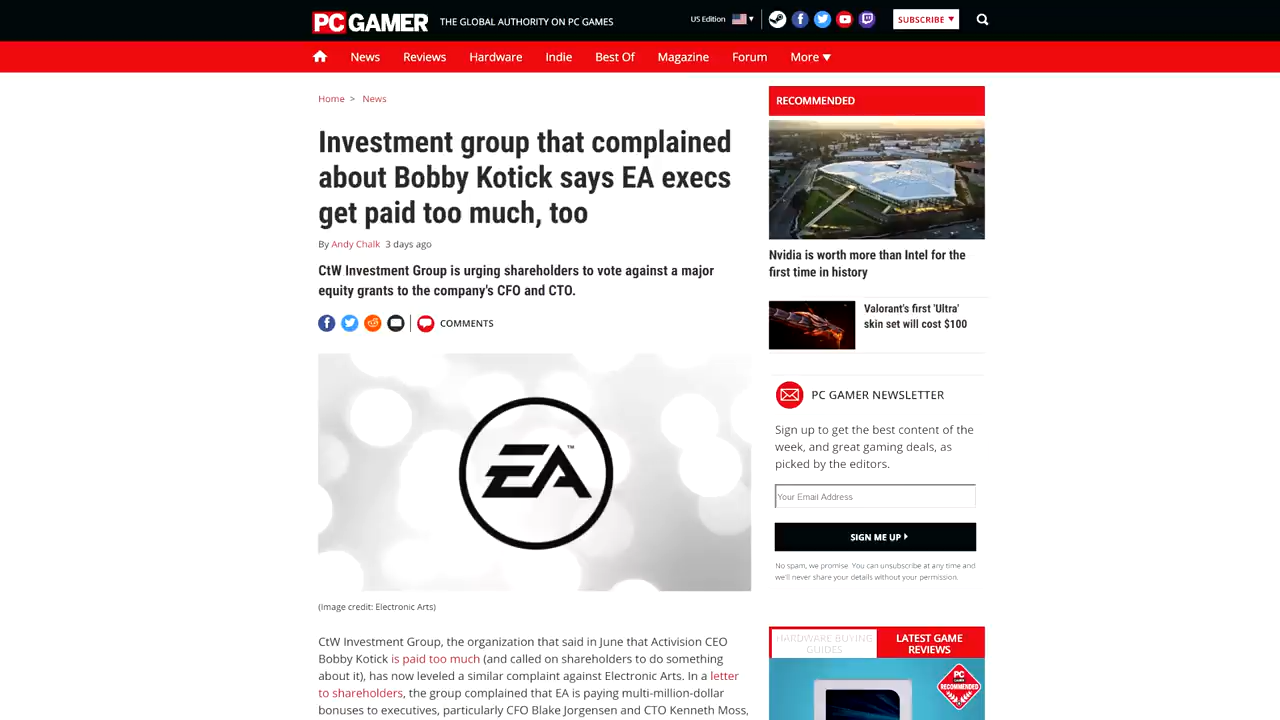 PC GAMER
THE GLOBAL AUTHORITY ON PC GAMES
US Edition
SUBSCRIBE
News
Reviews
Hardware
Indie
Best Of
Magazine
Forum
More
Home > News
Investment group that complained
about Bobby Kotick says EA execs
get paid too much, too
By Andy Chalk 3 days ago
CtW Investment Group is urging shareholders to vote against a major
equity grants to the company's CFO and CTO.
COMMENTS
EA™
(Image credit: Electronic Arts)
CtW Investment Group, the organization that said in June that Activision CEO
Bobby Kotick is paid too much (and called on shareholders to do something
about it), has now leveled a similar complaint against Electronic Arts. In a letter
to shareholders, the group complained that EA is paying multi-million-dollar
bonuses to executives, particularly CFO Blake Jorgensen and CTO Kenneth Moss,
RECOMMENDED
Nvidia is worth more than Intel for the
first time in history
Valorant's first 'Ultra'
skin set will cost $100
PC GAMER NEWSLETTER
Sign up to get the best content of the
week, and great gaming deals, as
picked by the editors.
Your Email Address
SIGN ME UP
No spam, we promise. You can unsubscribe at any time and
we'll never share your details without your permission.
HARDWARE BUYING
GUIDES
LATEST GAME
REVIEWS
PC
GAMER
RECOMMENDED